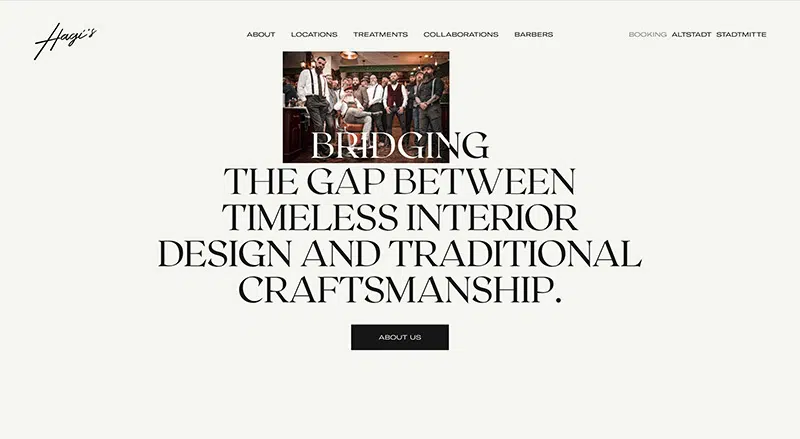 Hagi's
ABOUT LOCATIONS TREATMENTS COLLABORATIONS BARBERS
BOOKING ALTSTADT STADTMITTE
BRIDGING
THE GAP BETWEEN
TIMELESS INTERIOR
DESIGN AND TRADITIONAL
CRAFTSMANSHIP.
ABOUT US